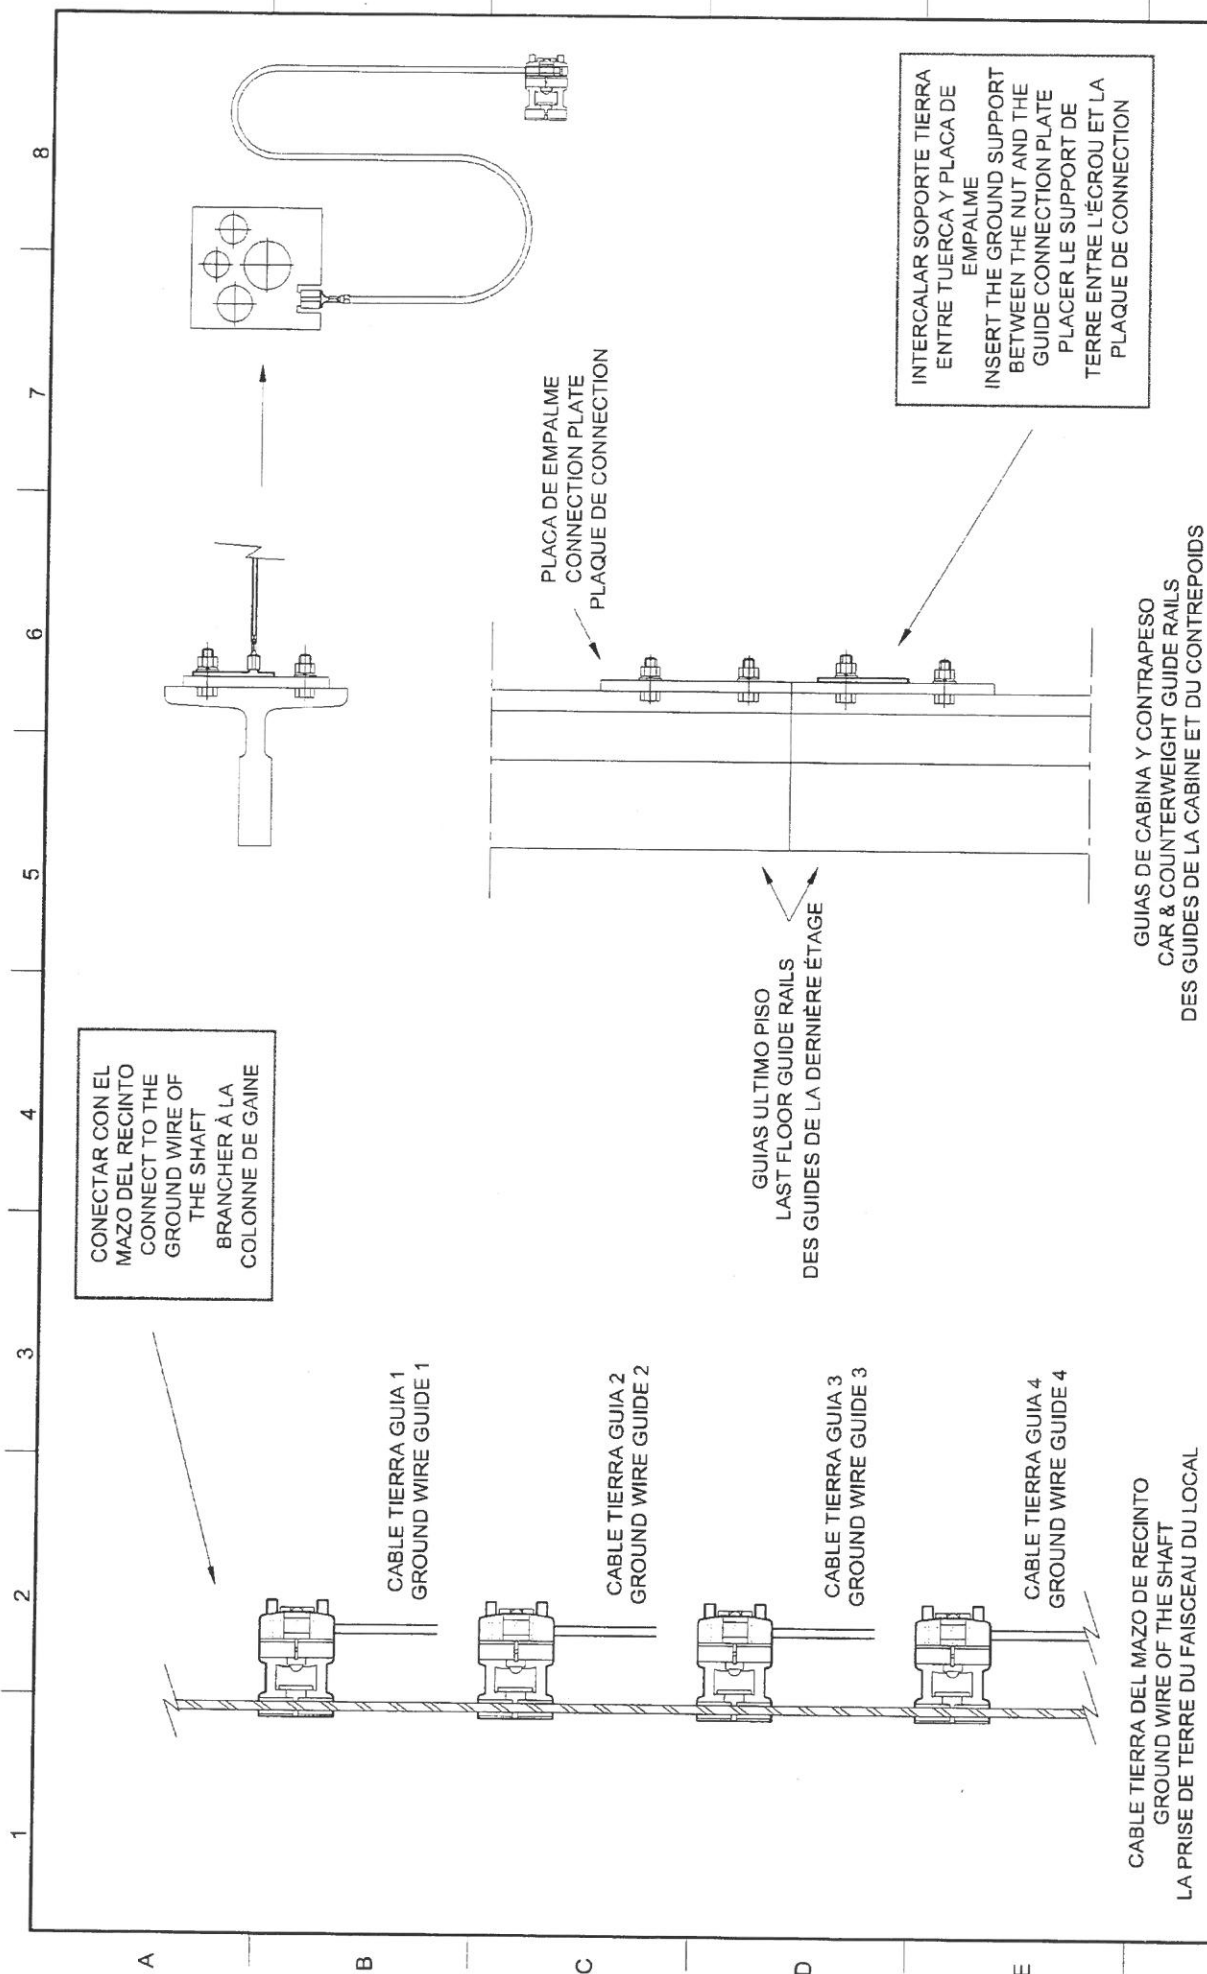 1
2
3
4
5
6
7
8
A
B
C
D
E
CONECTAR CON EL
MAZO DEL RECINTO
CONNECT TO THE
GROUND WIRE OF
THE SHAFT
BRANCHER À LA
COLONNE DE GAINE
CABLE TIERRA GUIA 1
GROUND WIRE GUIDE 1
CABLE TIERRA GUIA 2
GROUND WIRE GUIDE 2
CABLE TIERRA GUIA 3
GROUND WIRE GUIDE 3
CABLE TIERRA GUIA 4
GROUND WIRE GUIDE 4
CABLE TIERRA DEL MAZO DE RECINTO
GROUND WIRE OF THE SHAFT
LA PRISE DE TERRE DU FAISCEAU DU LOCAL
PLACA DE EMPALME
CONNECTION PLATE
PLAQUE DE CONNECTION
GUIAS ULTIMO PISO
LAST FLOOR GUIDE RAILS
DES GUIDES DE LA DERNIÈRE ÉTAGE
INTERCALAR SOPORTE TIERRA
ENTRE TUERCA Y PLACA DE
EMPALME
INSERT THE GROUND SUPPORT
BETWEEN THE NUT AND THE
GUIDE CONNECTION PLATE
PLACER LE SUPPORT DE
TERRE ENTRE L'ÉCROU ET LA
PLAQUE DE CONNECTION
GUIAS DE CABINA Y CONTRAPESO
CAR & COUNTERWEIGHT GUIDE RAILS
DES GUIDES DE LA CABINE ET DU CONTREPOIDS